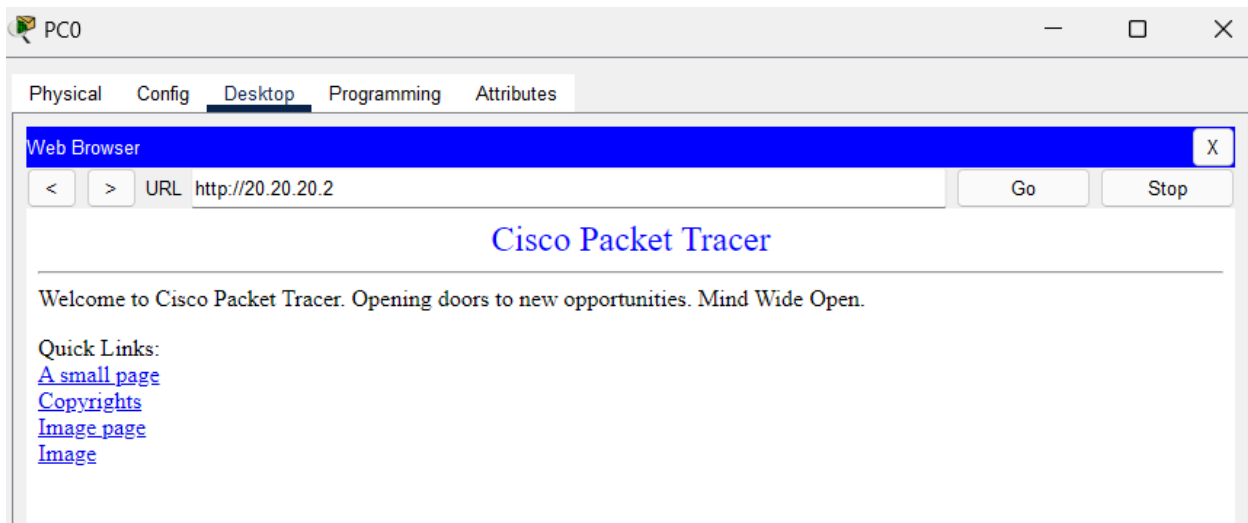 PC0
Physical Config Desktop Programming Attributes
Web Browser X
< > URL http://20.20.20.2 Go Stop
Cisco Packet Tracer
Welcome to Cisco Packet Tracer. Opening doors to new opportunities. Mind Wide Open.
Quick Links:
A small page
Copyrights
Image page
Image